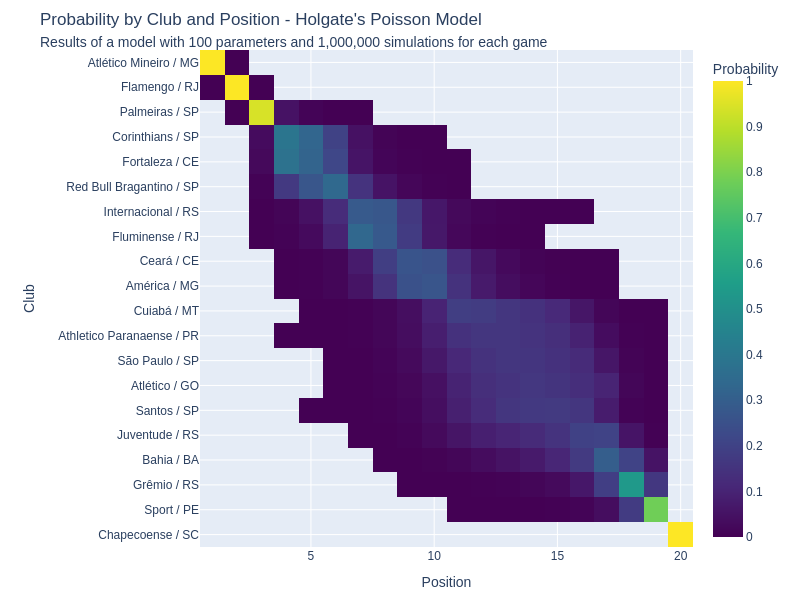 Probability by Club and Position - Holgate's Poisson Model
Results of a model with 100 parameters and 1,000,000 simulations for each game
Probability
Atlético Mineiro / MG
Flamengo / RJ
Palmeiras / SP
Corinthians / SP
Fortaleza / CE
Red Bull Bragantino / SP
Internacional / RS
Fluminense / RJ
Ceará / CE
América / MG
Cuiabá / MT
Athletico Paranaense / PR
São Paulo / SP
Atlético / GO
Santos / SP
Juventude / RS
Bahia / BA
Grêmio / RS
Sport / PE
Chapecoense / SC
Club
5
10
15
20
Position
1
0.9
0.8
0.7
0.6
0.5
0.4
0.3
0.2
0.1
0